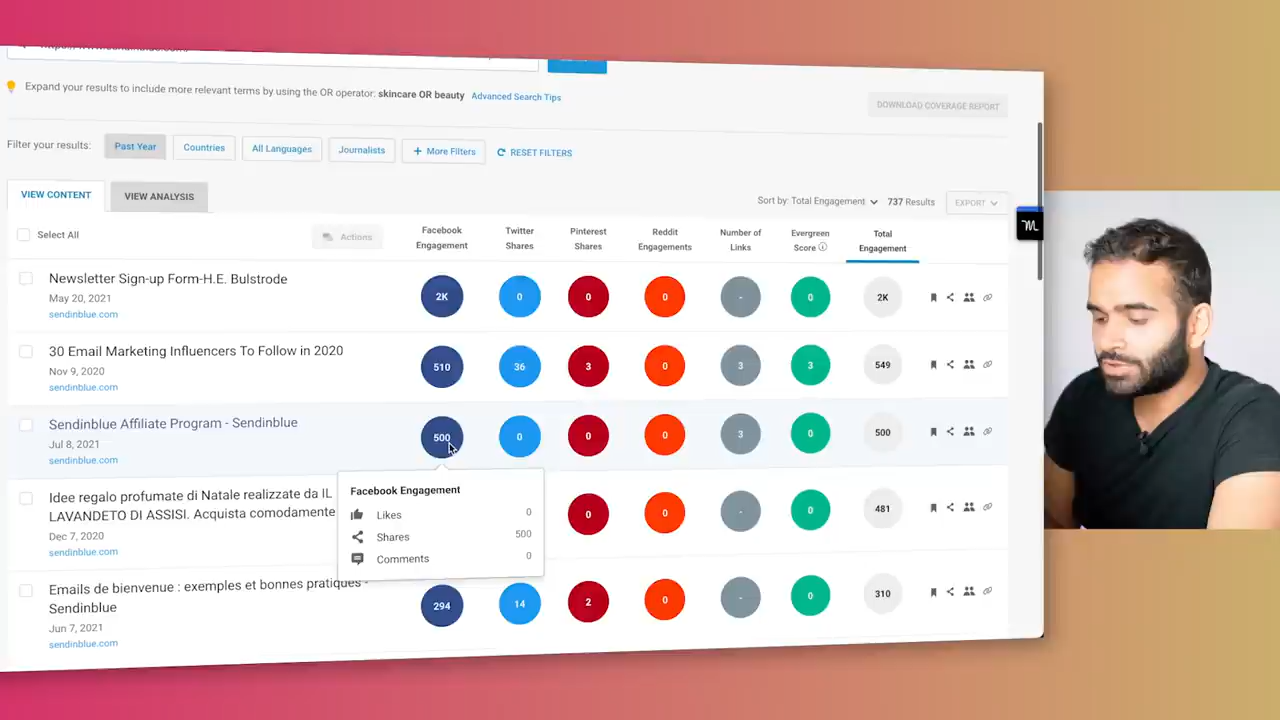 Expand your results to include more relevant terms by using the OR operator: skincare OR beauty Advanced Search Tips
DOWNLOAD COVERAGE REPORT
Filter your results: Past Year Countries All Languages Journalists + More Filters RESET FILTERS
VIEW CONTENT VIEW ANALYSIS
Sort by: Total Engagement 737 Results EXPORT
Select All Actions
Facebook Engagement
Twitter Shares
Pinterest Shares
Reddit Engagements
Number of Links
Evergreen Score
Total Engagement
Newsletter Sign-up Form-H.E. Bulstrode
May 20, 2021
sendinblue.com
2K 0 0 0 - 0 2K
30 Email Marketing Influencers To Follow in 2020
Nov 9, 2020
sendinblue.com
510 36 3 0 3 3 549
Sendinblue Affiliate Program - Sendinblue
Jul 8, 2021
sendinblue.com
500 0 0 0 3 0 500
Facebook Engagement
Likes 0
Shares 500
Comments 0
Idee regalo profumate di Natale realizzate da IL
LAVANDETO DI ASSISI. Acquista comodamente
Dec 7, 2020
sendinblue.com
0 0 - 0 481
Emails de bienvenue : exemples et bonnes pratiques -
Sendinblue
Jun 7, 2021
sendinblue.com
294 14 2 0 - 0 310